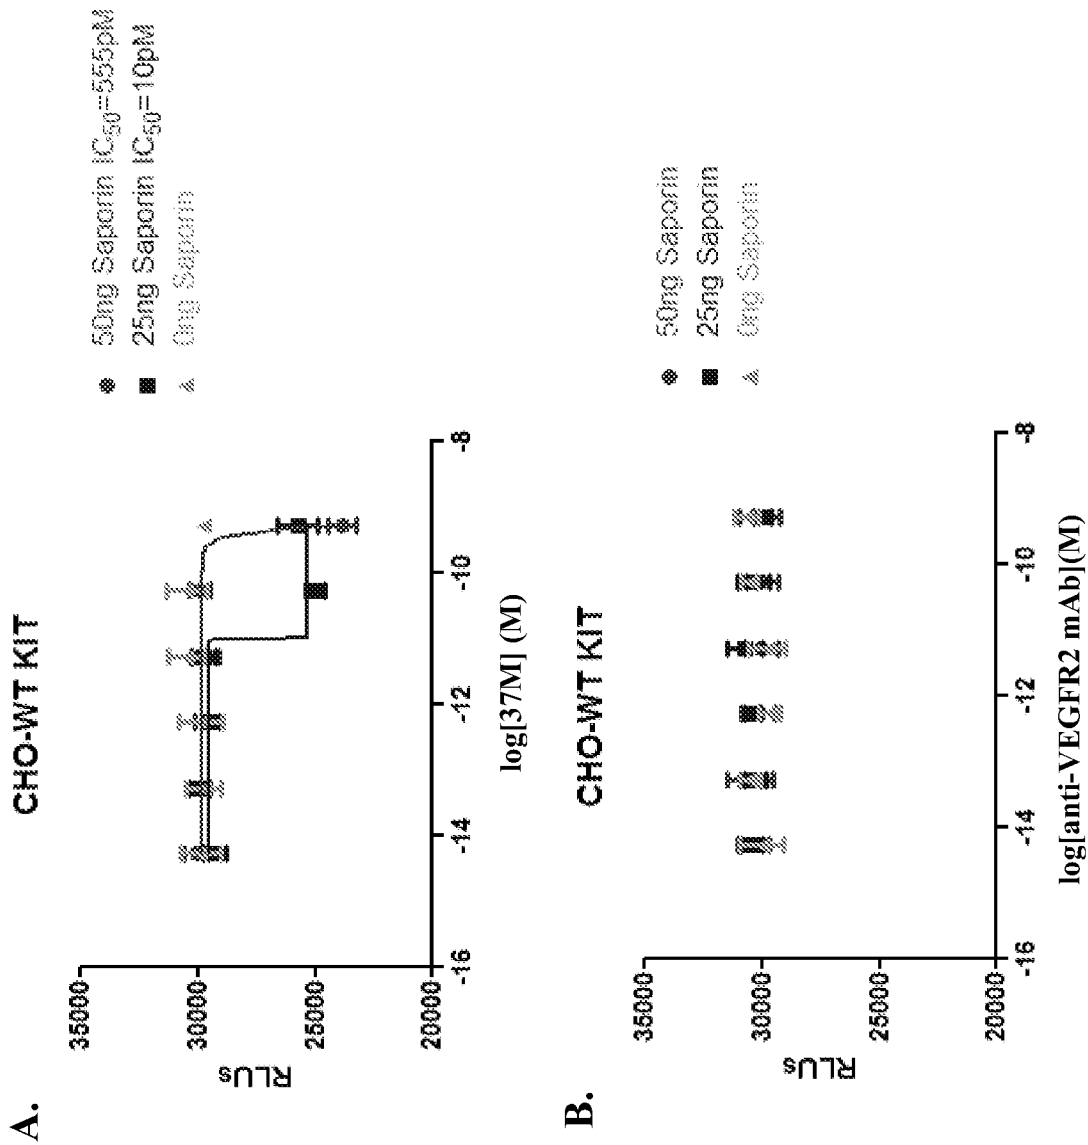 A.
CHO-WT KIT
35000
30000
25000
20000
RLUs
-16
-14
-12
-10
-8
log[37M] (M)
50ng Saporin IC50=555pM
25ng Saporin IC50=10pM
0ng Saporin
B.
CHO-WT KIT
35000
30000
25000
20000
RLUs
-16
-14
-12
-10
-8
log[anti-VEGFR2 mAb](M)
50ng Saporin
25ng Saporin
0ng Saporin